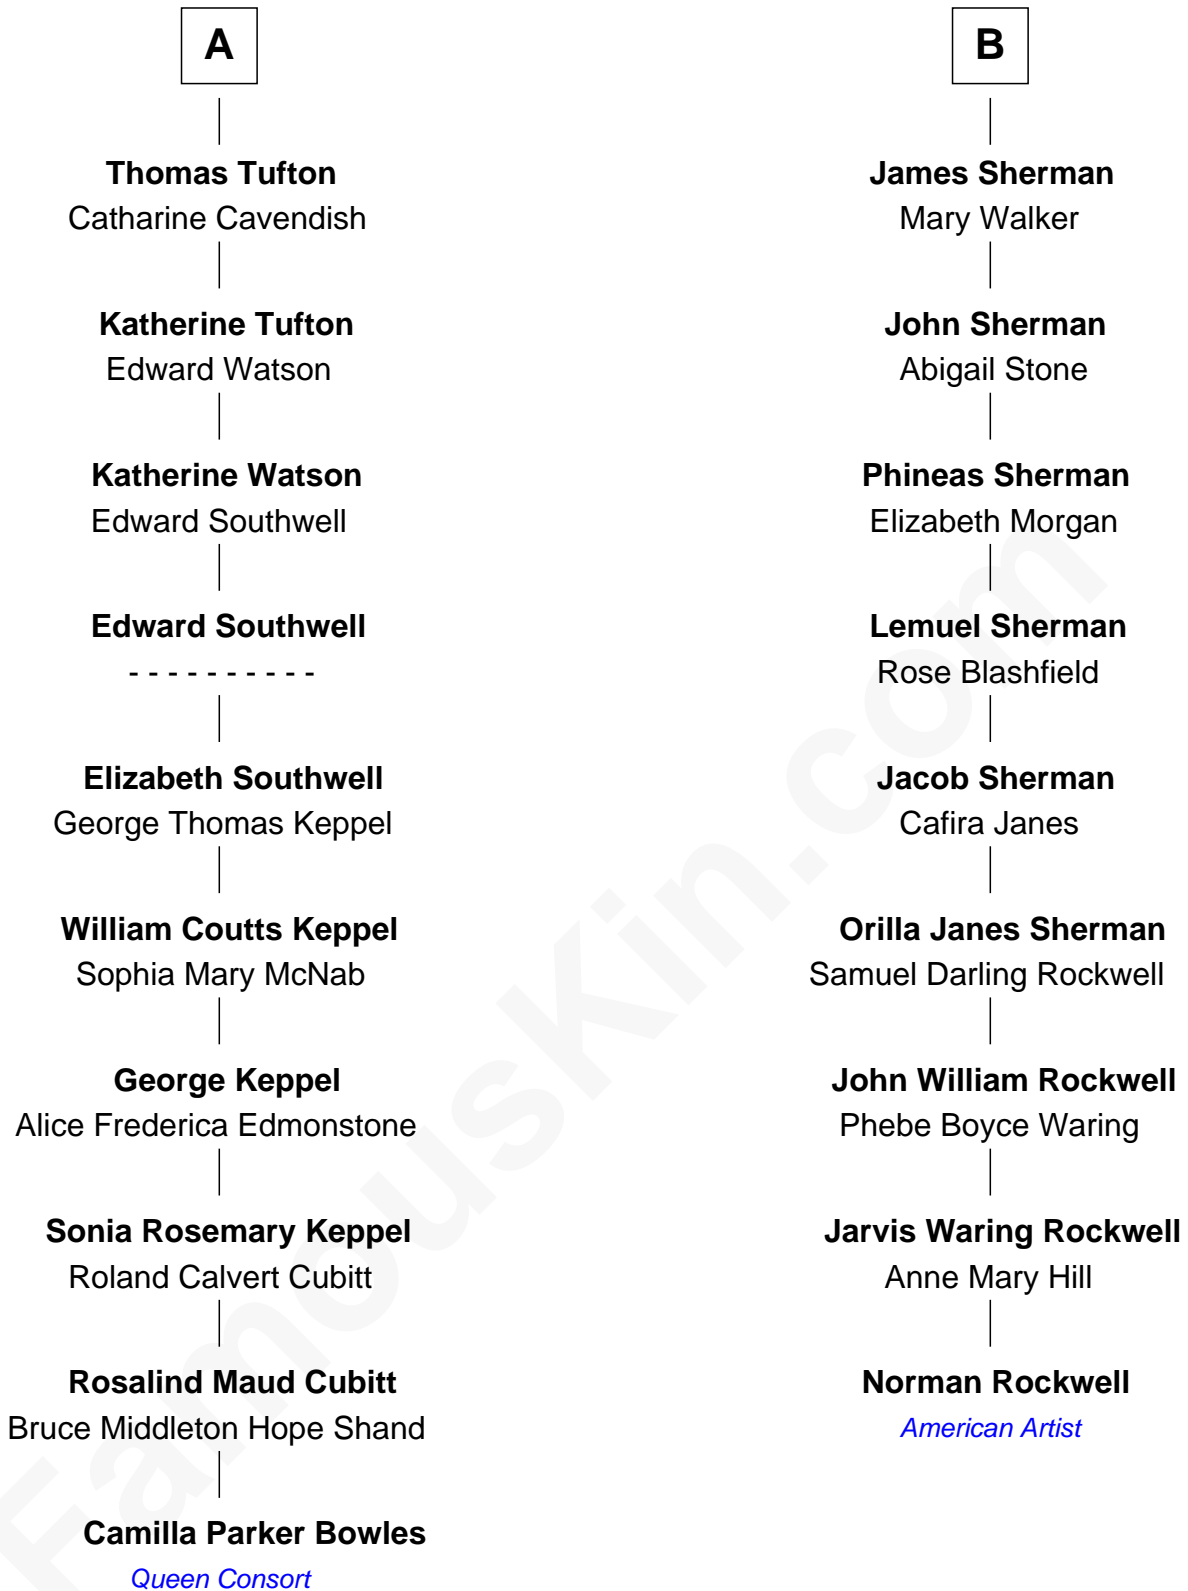 A
Thomas Tufton
Catharine Cavendish
Katherine Tufton
Edward Watson
Katherine Watson
Edward Southwell
Edward Southwell
- - - - - - - - - -
Elizabeth Southwell
George Thomas Keppel
William Coutts Keppel
Sophia Mary McNab
George Keppel
Alice Frederica Edmonstone
Sonia Rosemary Keppel
Roland Calvert Cubitt
Rosalind Maud Cubitt
Bruce Middleton Hope Shand
Camilla Parker Bowles
Queen Consort
B
James Sherman
Mary Walker
John Sherman
Abigail Stone
Phineas Sherman
Elizabeth Morgan
Lemuel Sherman
Rose Blashfield
Jacob Sherman
Cafira Janes
Orilla Janes Sherman
Samuel Darling Rockwell
John William Rockwell
Phebe Boyce Waring
Jarvis Waring Rockwell
Anne Mary Hill
Norman Rockwell
American Artist
FamousKin.com